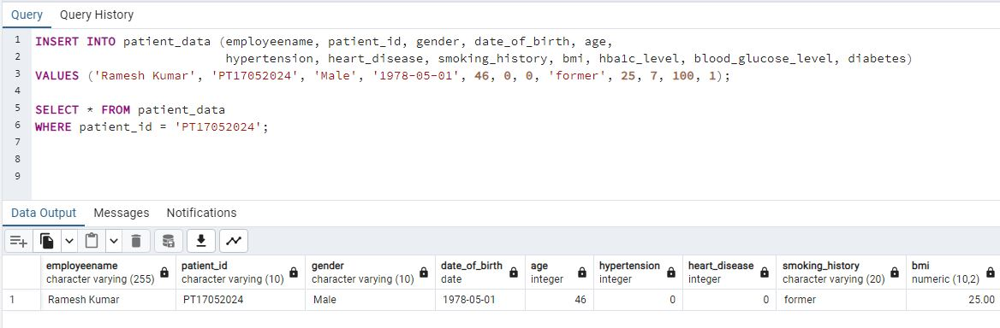 Query Query History
1 INSERT INTO patient_data (employeename, patient_id, gender, date_of_birth, age,
2 hypertension, heart_disease, smoking_history, bmi, hba1c_level, blood_glucose_level, diabetes)
3 VALUES ('Ramesh Kumar', 'PT17052024', 'Male', '1978-05-01', 46, 0, 0, 'former', 25, 7, 100, 1);
4
5 SELECT * FROM patient_data
6 WHERE patient_id = 'PT17052024';
7
8
9
Data Output Messages Notifications
employeename patient_id gender date_of_birth age hypertension heart_disease smoking_history bmi
character varying (255) character varying (10) character varying (10) date integer integer integer character varying (20) numeric (10,2)
1 Ramesh Kumar PT17052024 Male 1978-05-01 46 0 0 former 25.00